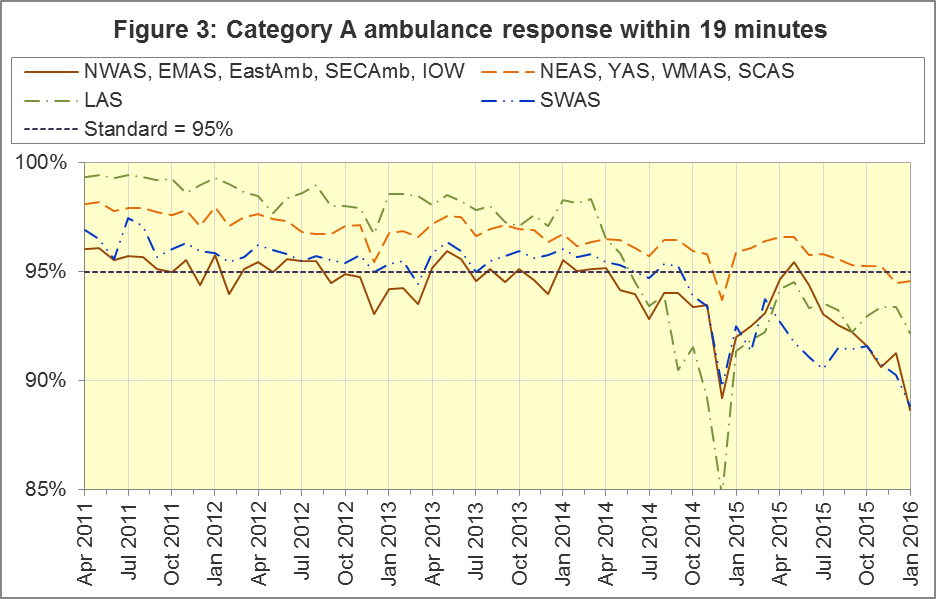 Figure 3: Category A ambulance response within 19 minutes
NWAS, EMAS, EastAmb, SECAmb, IOW
NEAS, YAS, WMAS, SCAS
LAS
SWAS
Standard = 95%
100%
95%
90%
85%
Apr 2011
Jul 2011
Oct 2011
Jan 2012
Apr 2012
Jul 2012
Oct 2012
Jan 2013
Apr 2013
Jul 2013
Oct 2013
Jan 2014
Apr 2014
Jul 2014
Oct 2014
Jan 2015
Apr 2015
Jul 2015
Oct 2015
Jan 2016